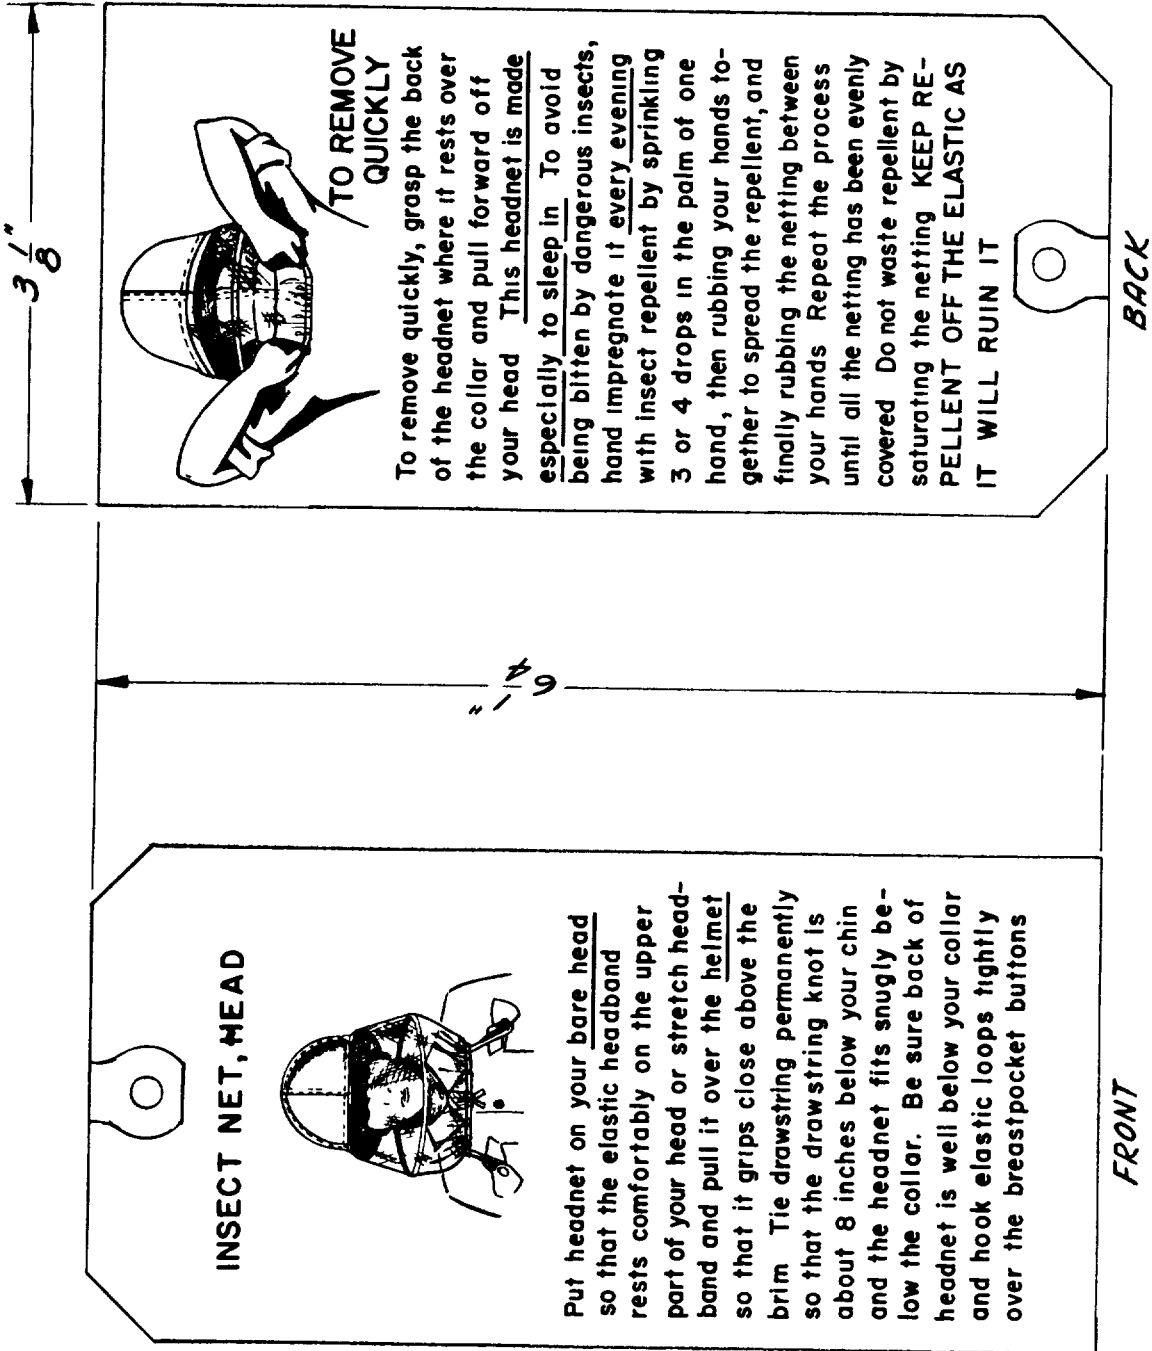 INSECT NET, HEAD
Put headnet on your bare head
so that the elastic headband
rests comfortably on the upper
part of your head or stretch head-
band and pull it over the helmet
so that it grips close above the
brim Tie drawstring permanently
so that the drawstring knot is
about 8 inches below your chin
and the headnet fits snugly be-
low the collar. Be sure back of
headnet is well below your collar
and hook elastic loops tightly
over the breastpocket buttons
FRONT
6 1/4"
3 1/8"
TO REMOVE
QUICKLY
To remove quickly, grasp the back
of the headnet where it rests over
the collar and pull forward off
your head This headnet is made
especially to sleep in To avoid
being bitten by dangerous insects,
hand impregnate it every evening
with insect repellent by sprinkling
3 or 4 drops in the palm of one
hand, then rubbing your hands to-
gether to spread the repellent, and
finally rubbing the netting between
your hands Repeat the process
until all the netting has been evenly
covered Do not waste repellent by
saturating the netting KEEP RE-
PELLENT OFF THE ELASTIC AS
IT WILL RUIN IT
BACK